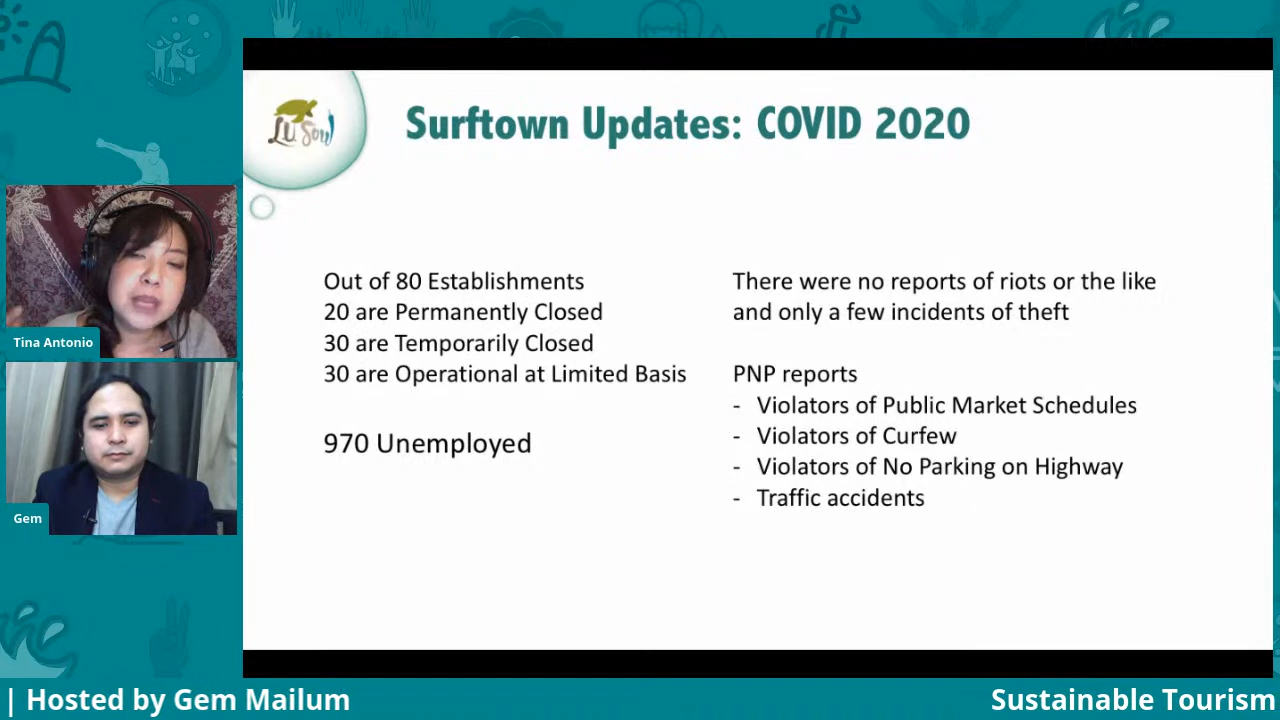 LU Soul
Surftown Updates: COVID 2020
Out of 80 Establishments
20 are Permanently Closed
30 are Temporarily Closed
30 are Operational at Limited Basis
970 Unemployed
There were no reports of riots or the like
and only a few incidents of theft
PNP reports
- Violators of Public Market Schedules
- Violators of Curfew
- Violators of No Parking on Highway
- Traffic accidents
Tina Antonio
Gem
| Hosted by Gem Mailum
Sustainable Tourism